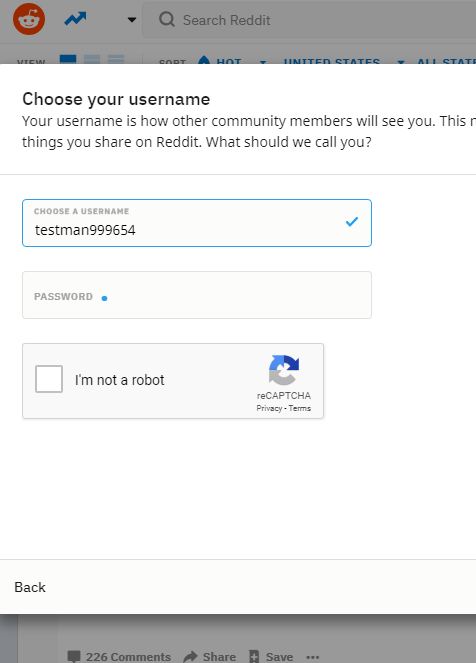 Search Reddit
VIEW SORT HOT UNITED STATES ALL STATE
Choose your username
Your username is how other community members will see you. This
things you share on Reddit. What should we call you?
CHOOSE A USERNAME
testman999654
PASSWORD
I'm not a robot
reCAPTCHA
Privacy - Terms
Back
226 Comments Share Save